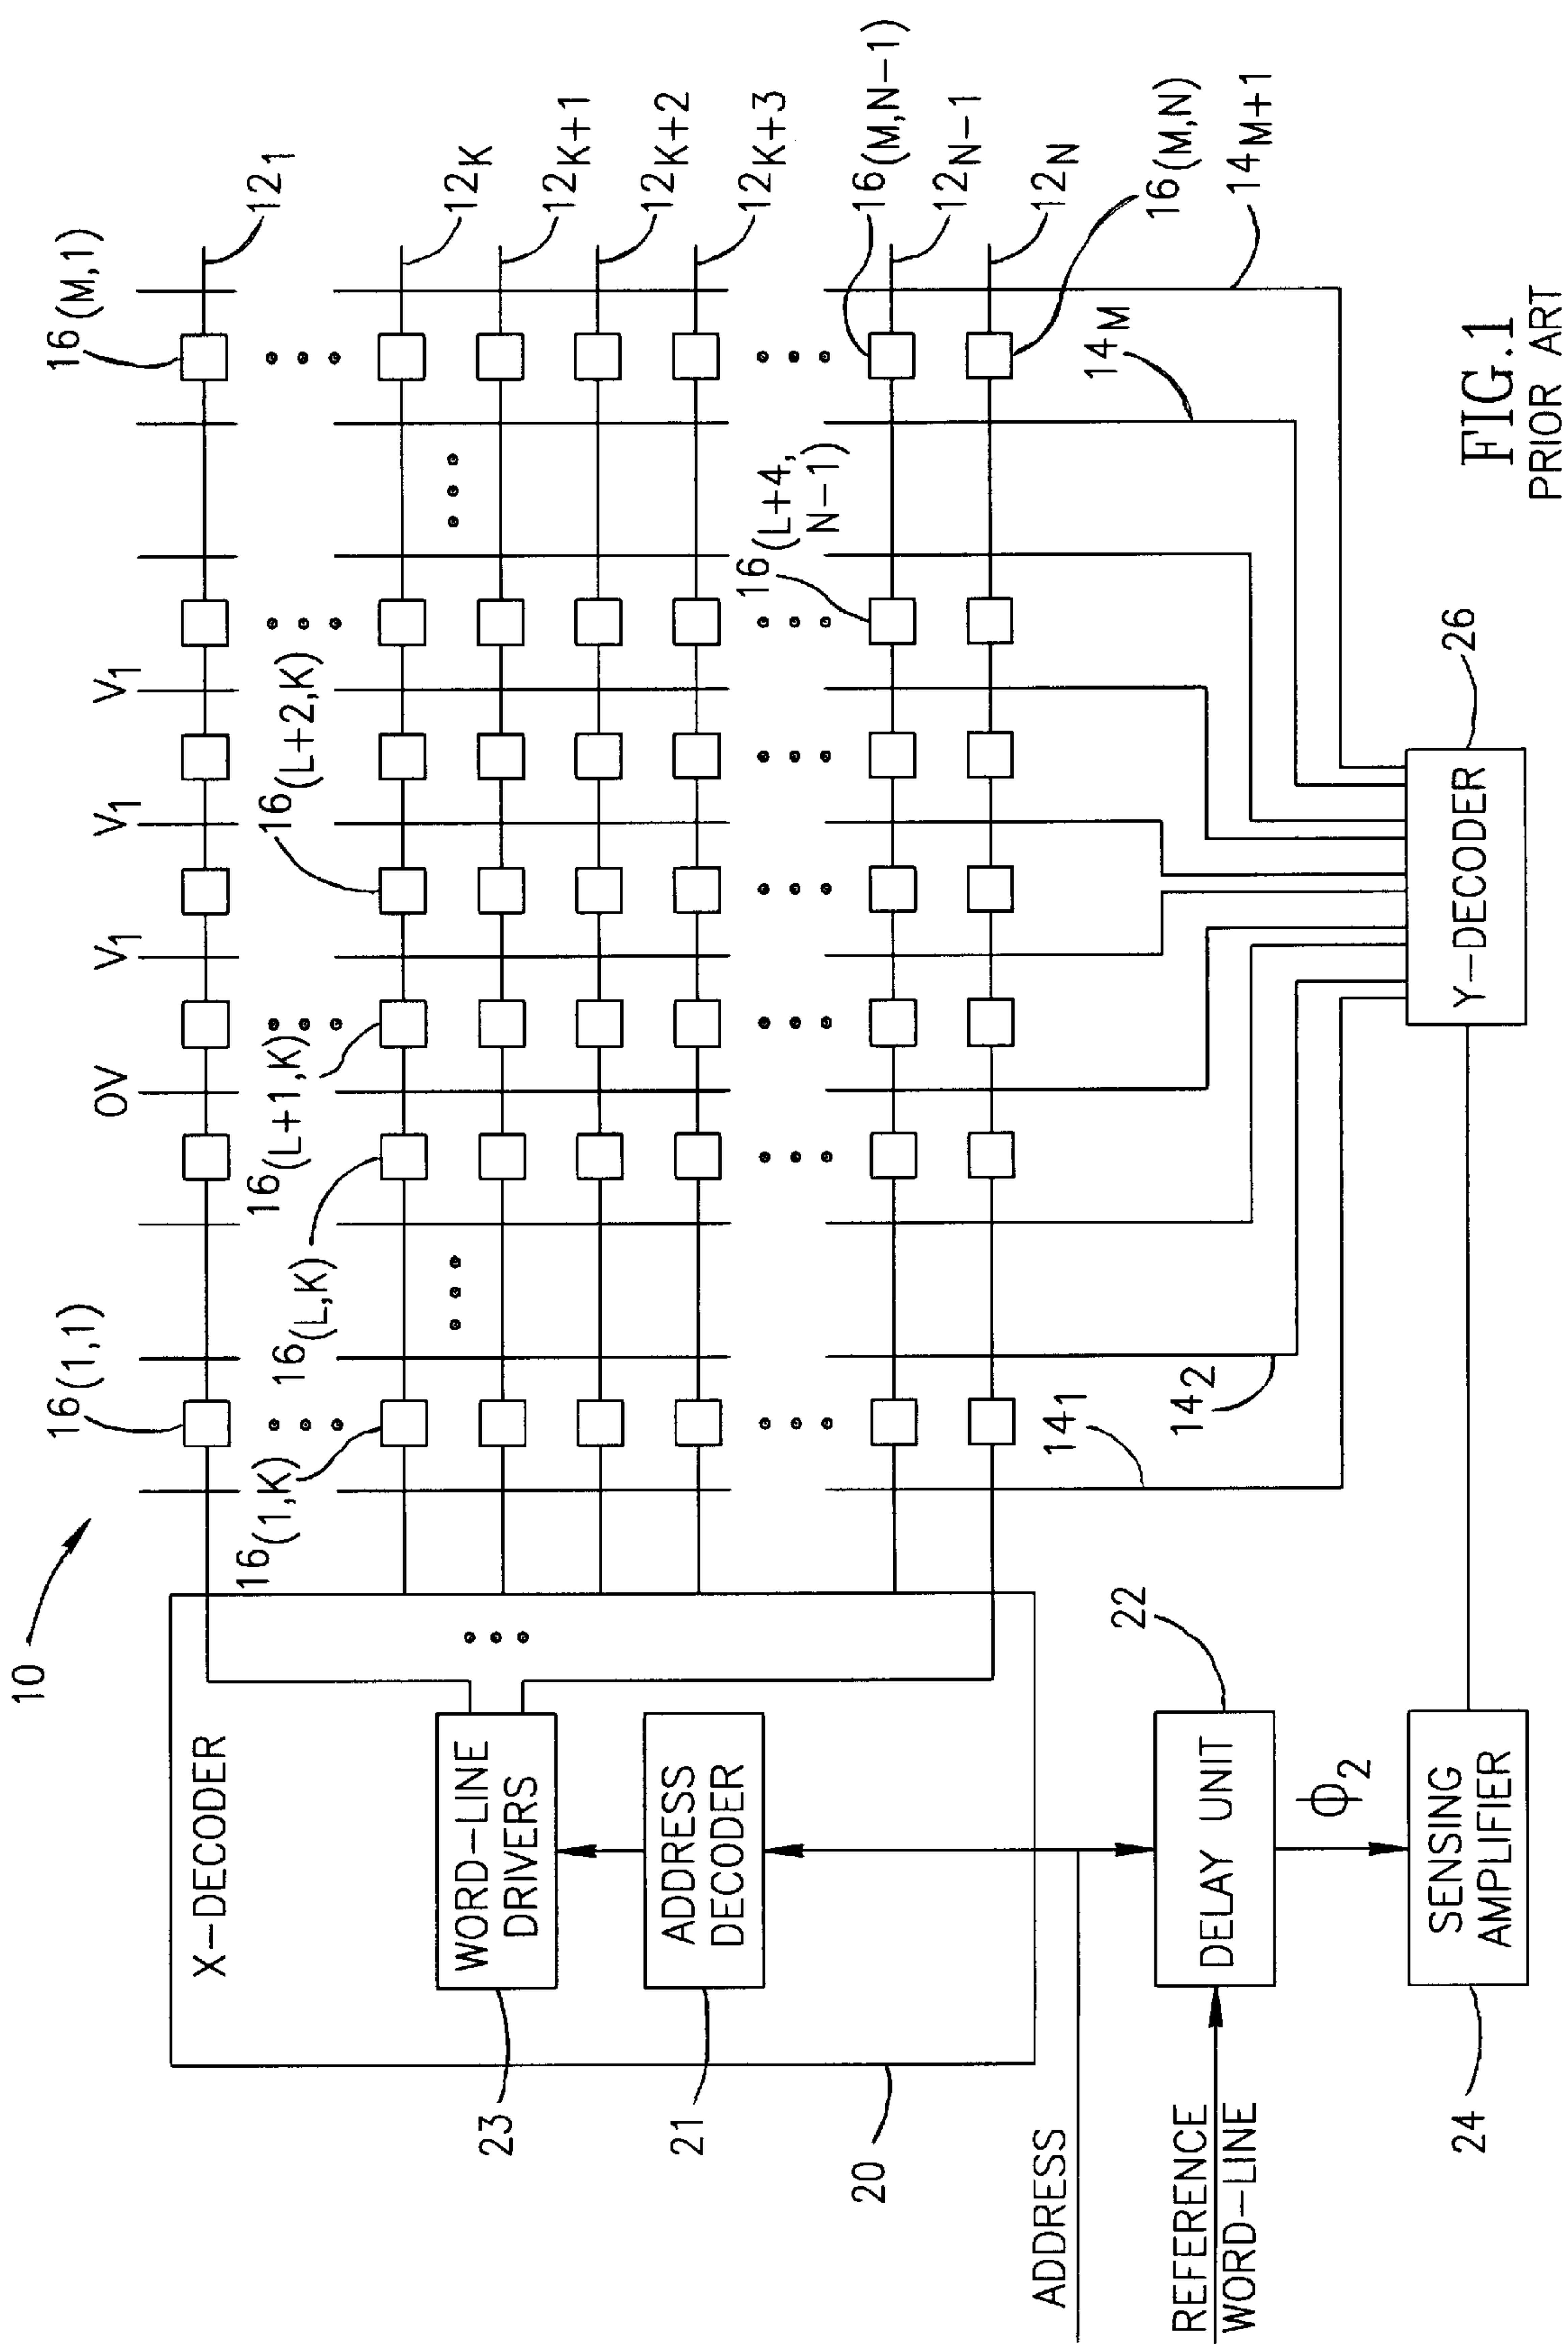 10
16(1,1)
16(M,1)
0V
V1
V1
V1
12₁
16(1,K)
16(L,K)
16(L+1,K)
16(L+2,K)
12K
12K+1
12K+2
12K+3
16(L+4,
N−1)
16(M,N−1)
12N−1
12N
16(M,N)
14₁
14₂
14M
14M+1
X−DECODER
WORD−LINE
DRIVERS
23
ADDRESS
DECODER
21
20
ADDRESS
REFERENCE
WORD−LINE
DELAY UNIT
22
ϕ₂
SENSING
AMPLIFIER
24
Y−DECODER
26
FIG.1
PRIOR ART